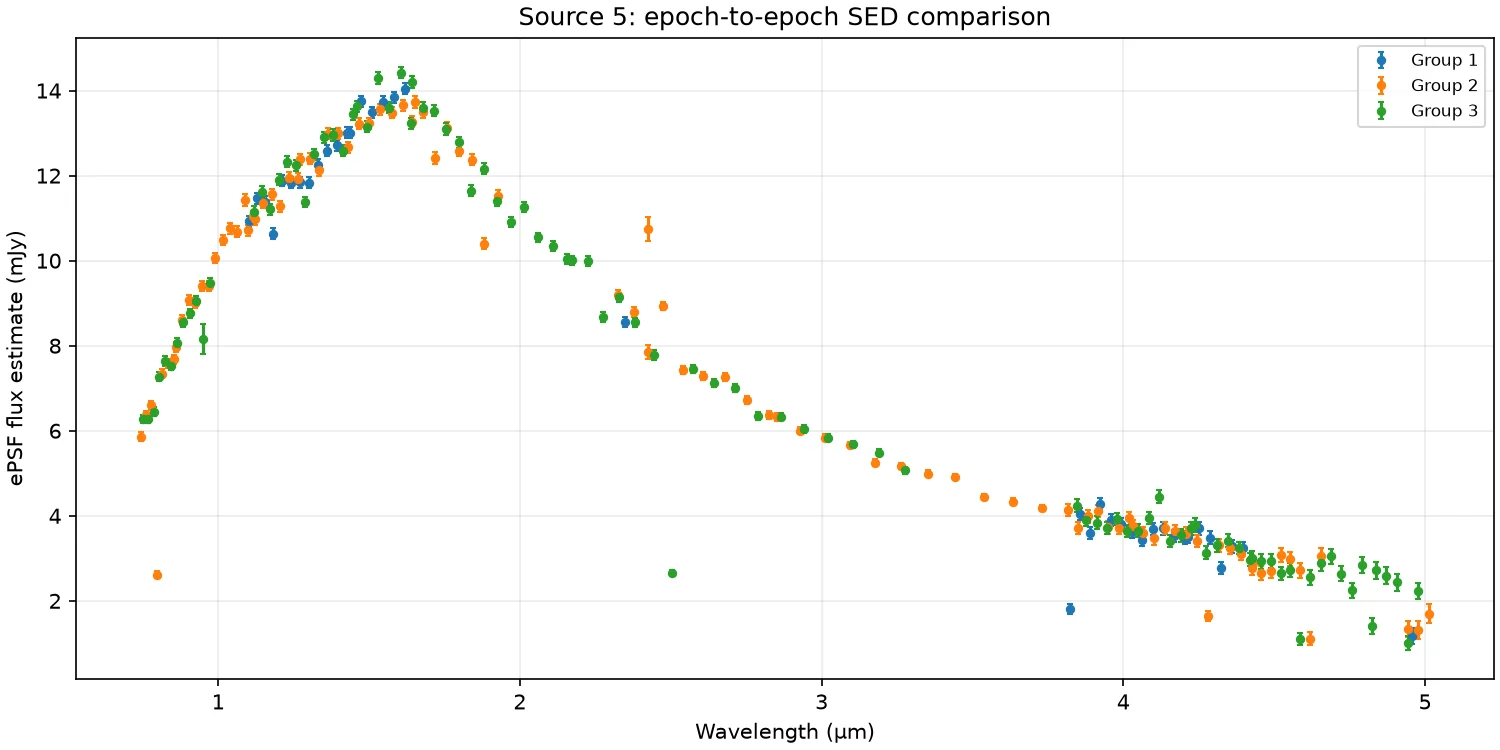 Source 5: epoch-to-epoch SED comparison
Group 1
Group 2
Group 3
ePSF flux estimate (mJy)
14
12
10
8
6
4
2
1 2 3 4 5
Wavelength (μm)